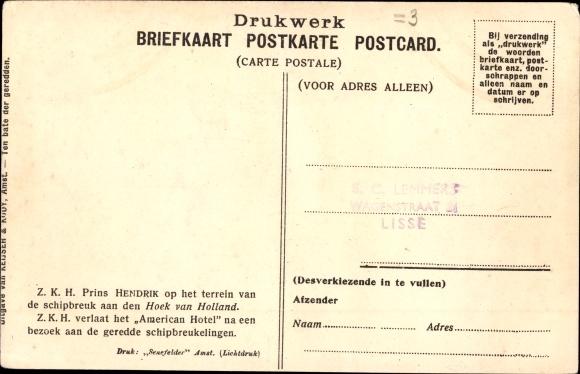 Drukwerk
=3
BRIEFKAART POSTKARTE POSTCARD.
(CARTE POSTALE)
(VOOR ADRES ALLEEN)
Bij verzending
als „drukwerk"
de woorden
briefkaart, post-
karte enz. door-
schrappen en
alleen naam en
datum er op
schrijven.
Uitgave van KEIJSER & ROOY, Amst. — Ten bate der geredden.
S. C. LEMMERS
WAGENSTRAAT
LISSE
Z. K. H. Prins HENDRIK op het terrein van
de schipbreuk aan den Hoek van Holland.
Z. K. H. verlaat het „American Hotel" na een
bezoek aan de geredde schipbreukelingen.
Druk: „Senefelder" Amst. (Lichtdruk)
(Desverkiezende in te vullen)
Afzender
Naam
Adres